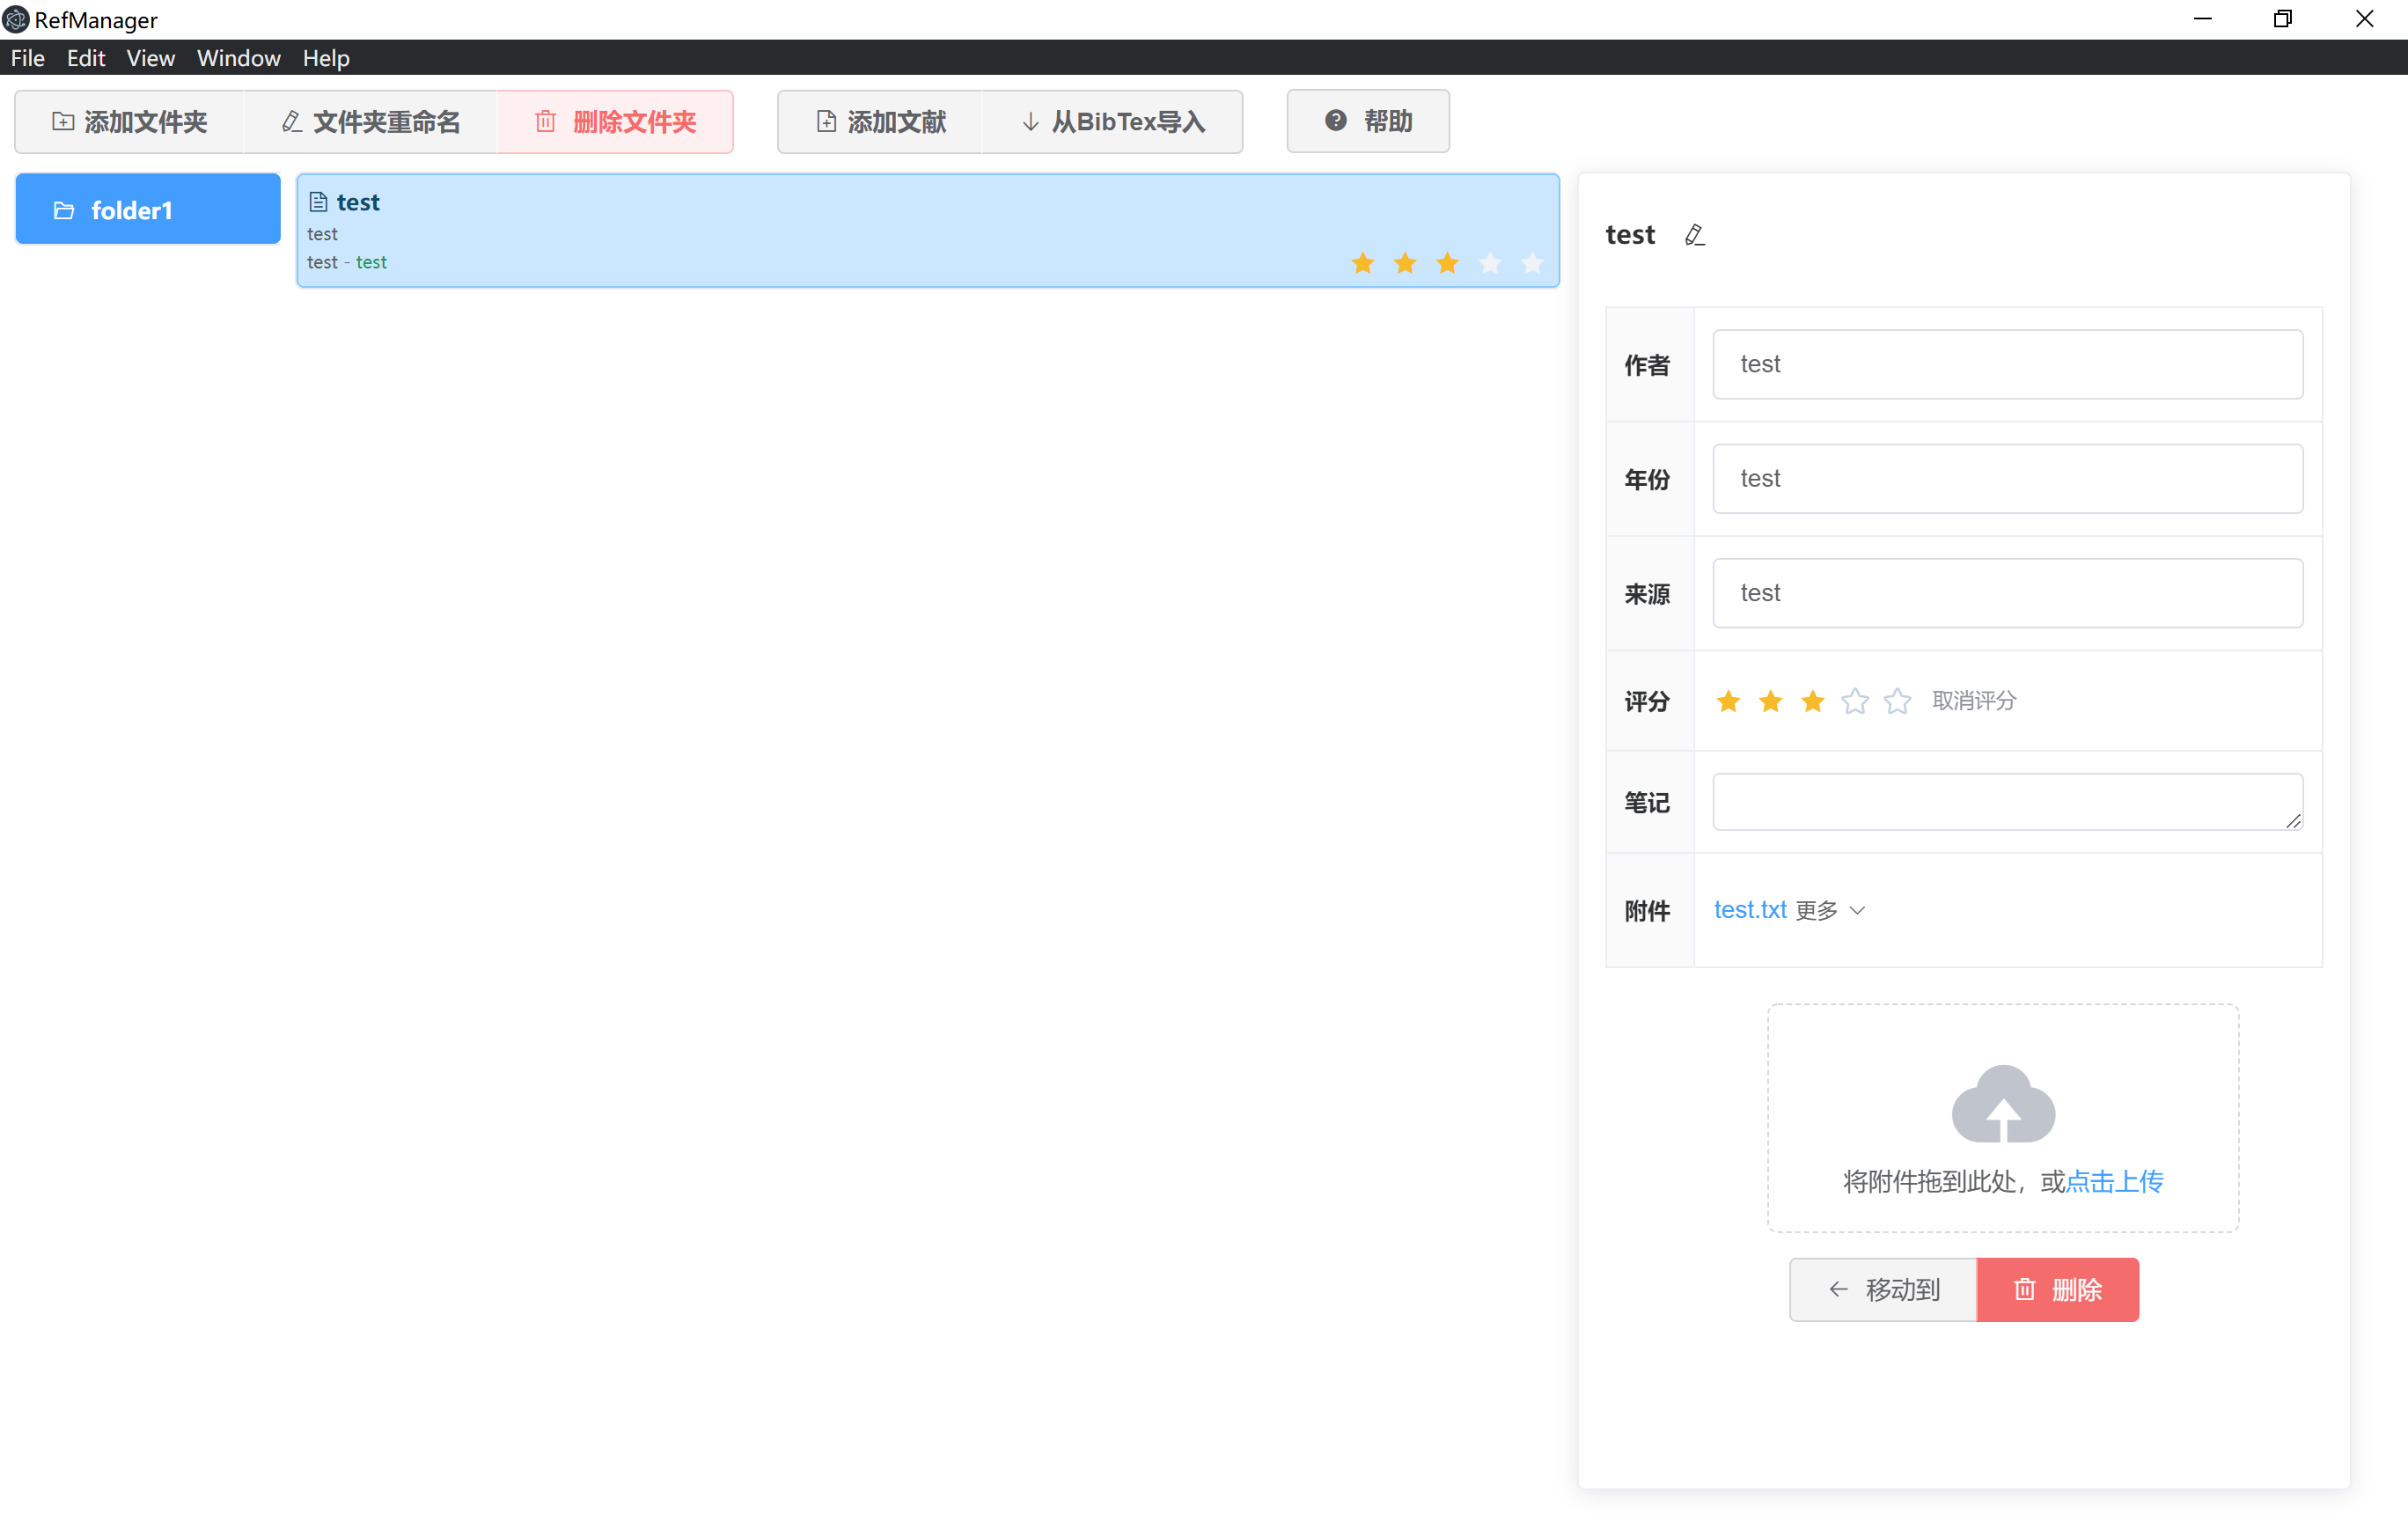 RefManager
File Edit View Window Help
添加文件夹 文件夹重命名 删除文件夹 添加文献 从BibTex导入 帮助
folder1
test
test
test - test
test
作者 test
年份 test
来源 test
评分 取消评分
笔记
附件 test.txt 更多
将附件拖到此处，或点击上传
移动到 删除